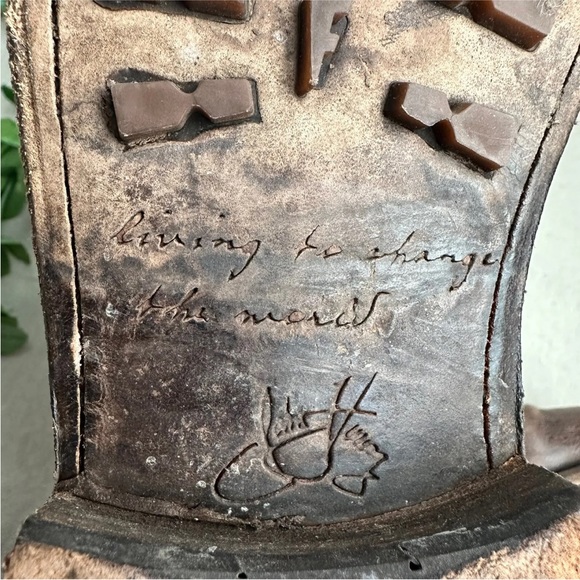 living to change
the world